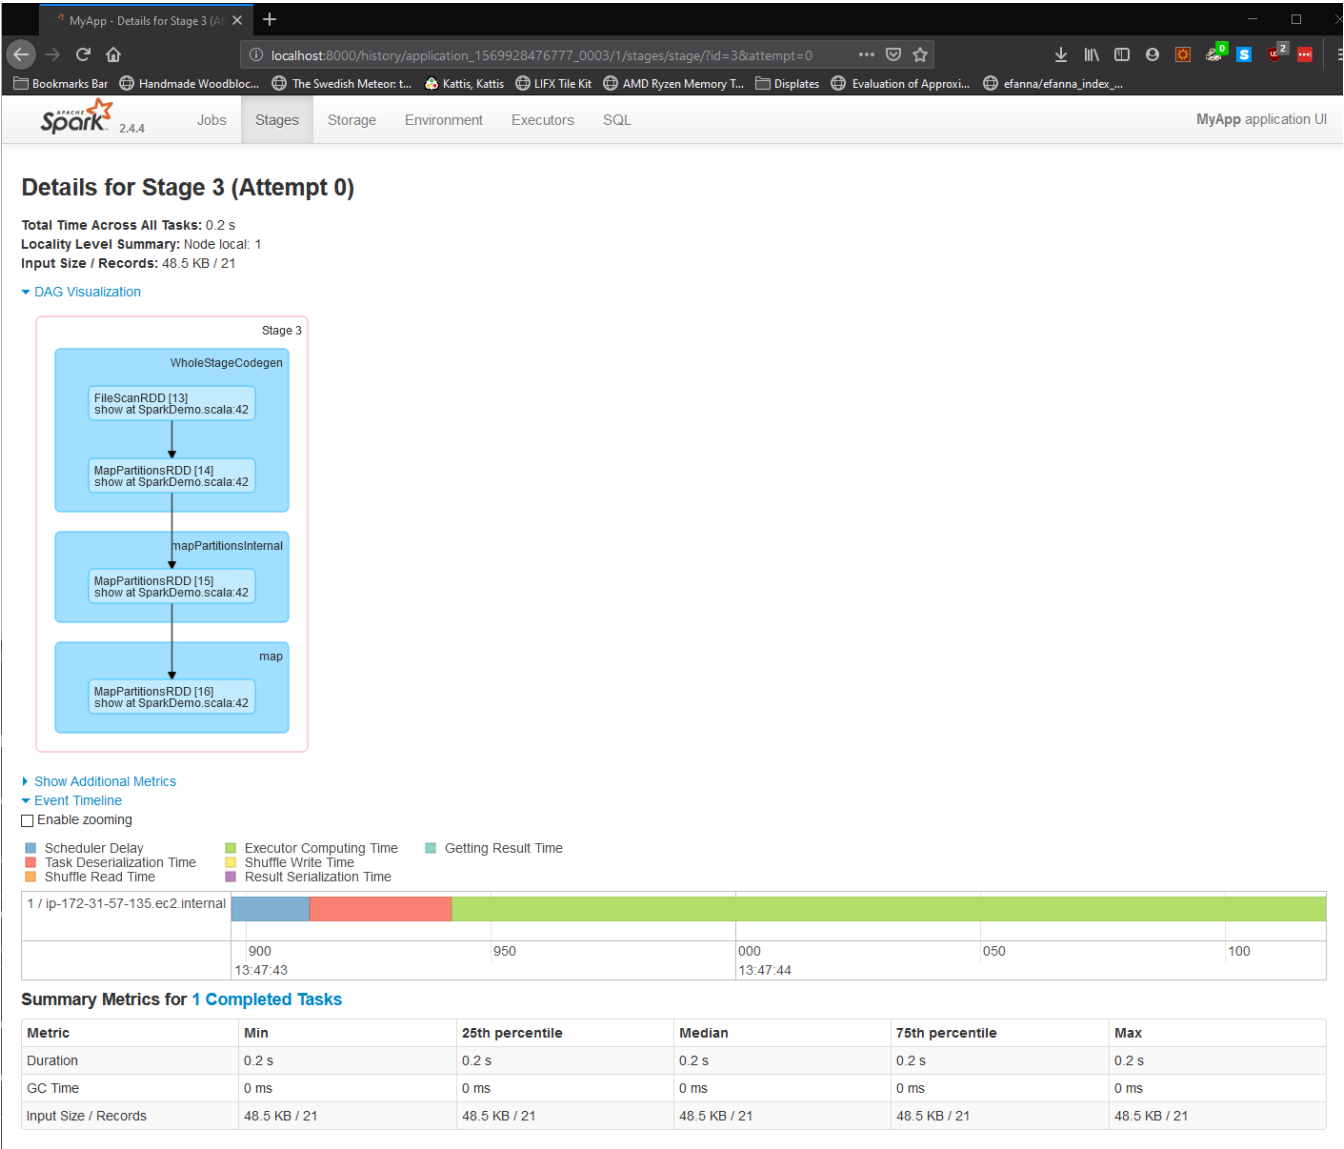 MyApp - Details for Stage 3 (At
localhost:8000/history/application_1569928476777_0003/1/stages/stage/?id=3&attempt=0
0
2
Bookmarks Bar Handmade Woodbloc... The Swedish Meteor: t... Kattis, Kattis LIFX Tile Kit AMD Ryzen Memory T... Displates Evaluation of Approxi... efanna/efanna_index_...
APACHE Spark 2.4.4 Jobs Stages Storage Environment Executors SQL MyApp application UI
Details for Stage 3 (Attempt 0)
Total Time Across All Tasks: 0.2 s
Locality Level Summary: Node local: 1
Input Size / Records: 48.5 KB / 21
DAG Visualization
Stage 3
WholeStageCodegen
FileScanRDD [13]
show at SparkDemo.scala:42
MapPartitionsRDD [14]
show at SparkDemo.scala:42
mapPartitionsInternal
MapPartitionsRDD [15]
show at SparkDemo.scala:42
map
MapPartitionsRDD [16]
show at SparkDemo.scala:42
Show Additional Metrics
Event Timeline
Enable zooming
Scheduler Delay Executor Computing Time Getting Result Time
Task Deserialization Time Shuffle Write Time
Shuffle Read Time Result Serialization Time
1 / ip-172-31-57-135.ec2.internal
900 950 000 050 100
13:47:43 13:47:44
Summary Metrics for 1 Completed Tasks
Metric Min 25th percentile Median 75th percentile Max
Duration 0.2 s 0.2 s 0.2 s 0.2 s 0.2 s
GC Time 0 ms 0 ms 0 ms 0 ms 0 ms
Input Size / Records 48.5 KB / 21 48.5 KB / 21 48.5 KB / 21 48.5 KB / 21 48.5 KB / 21